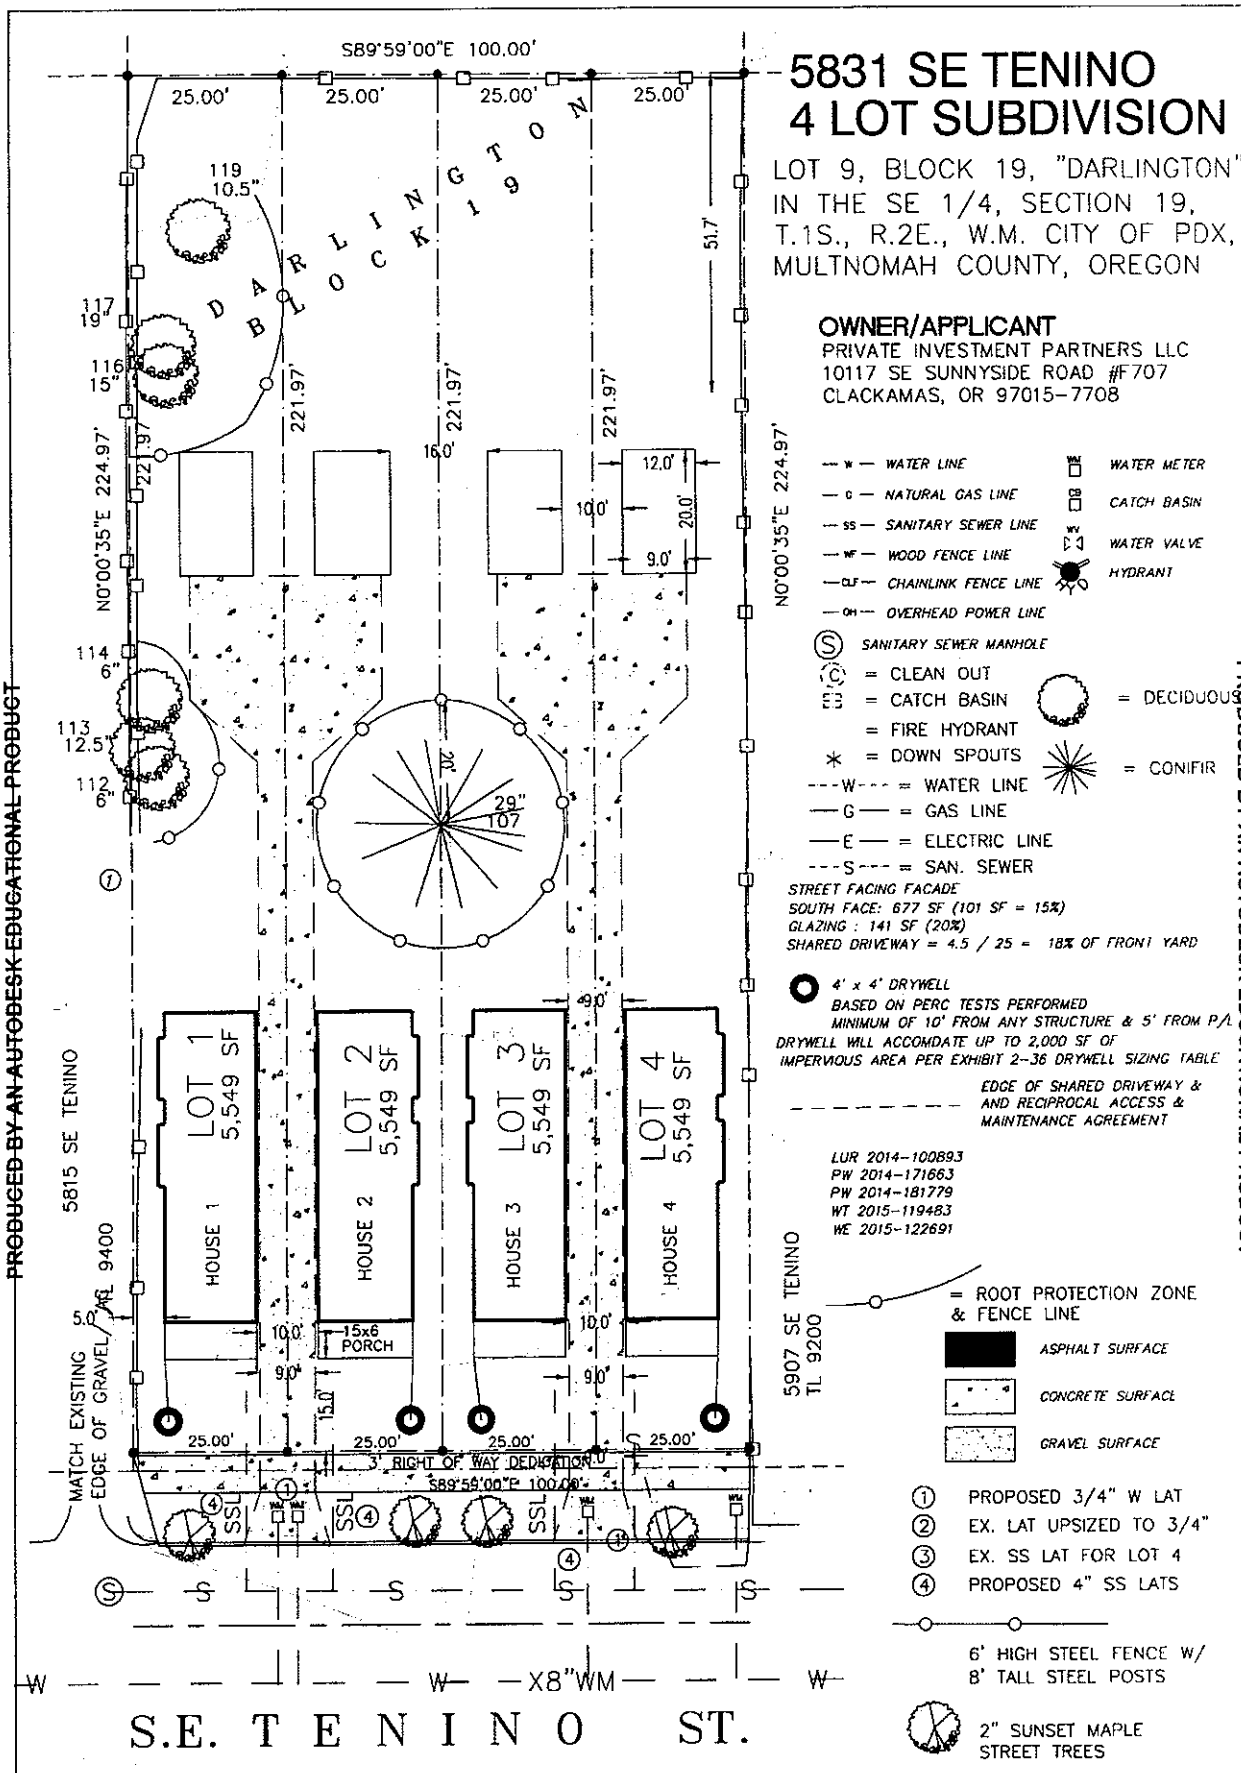 5831 SE TENINO
4 LOT SUBDIVISION
LOT 9, BLOCK 19, "DARLINGTON"
IN THE SE 1/4, SECTION 19,
T.1S., R.2E., W.M. CITY OF PDX,
MULTNOMAH COUNTY, OREGON
OWNER/APPLICANT
PRIVATE INVESTMENT PARTNERS LLC
10117 SE SUNNYSIDE ROAD #F707
CLACKAMAS, OR 97015-7708
W WATER LINE
G NATURAL GAS LINE
SS SANITARY SEWER LINE
WF WOOD FENCE LINE
CLF CHAINLINK FENCE LINE
OH OVERHEAD POWER LINE
WM WATER METER
CB CATCH BASIN
WV WATER VALVE
HYDRANT
S SANITARY SEWER MANHOLE
C = CLEAN OUT
= CATCH BASIN
= FIRE HYDRANT
= DOWN SPOUTS
---W--- = WATER LINE
—G— = GAS LINE
—E— = ELECTRIC LINE
---S--- = SAN. SEWER
= DECIDUOUS
= CONIFIR
STREET FACING FACADE
SOUTH FACE: 677 SF (101 SF = 15%)
GLAZING : 141 SF (20%)
SHARED DRIVEWAY = 4.5 / 25 = 18% OF FRONT YARD
4' x 4' DRYWELL
BASED ON PERC TESTS PERFORMED
MINIMUM OF 10' FROM ANY STRUCTURE & 5' FROM P/L
DRYWELL WILL ACCOMDATE UP TO 2,000 SF OF
IMPERVIOUS AREA PER EXHIBIT 2-36 DRYWELL SIZING TABLE
EDGE OF SHARED DRIVEWAY &
AND RECIPROCAL ACCESS &
MAINTENANCE AGREEMENT
LUR 2014-100893
PW 2014-171663
PW 2014-181779
WT 2015-119483
WE 2015-122691
= ROOT PROTECTION ZONE
& FENCE LINE
ASPHALT SURFACE
CONCRETE SURFACE
GRAVEL SURFACE
1 PROPOSED 3/4" W LAT
2 EX. LAT UPSIZED TO 3/4"
3 EX. SS LAT FOR LOT 4
4 PROPOSED 4" SS LATS
6' HIGH STEEL FENCE W/
8' TALL STEEL POSTS
2" SUNSET MAPLE
STREET TREES
S89°59'00"E 100.00'
25.00' 25.00' 25.00' 25.00'
DARLINGTON
BLOCK 19
51.7'
119
10.5"
117
19"
116
15"
221.97' 221.97' 221.97'
N0°00'35"E 224.97'
N0°00'35"E 224.97'
16.0' 12.0'
10.0' 20.0'
9.0'
114
6"
113
12.5"
112
6"
20'
29"
107
1
9.0'
LOT 1
5,549 SF
HOUSE 1
LOT 2
5,549 SF
HOUSE 2
LOT 3
5,549 SF
HOUSE 3
LOT 4
5,549 SF
HOUSE 4
5815 SE TENINO
TL 9400
5907 SE TENINO
TL 9200
5.0'
10.0' 15x6 10.0'
PORCH
9.0' 9.0'
15.0'
MATCH EXISTING
EDGE OF GRAVEL/
25.00' 25.00' 25.00' 25.00'
3' RIGHT OF WAY DEDICATION
S89°59'00"E 100.00'
4 SSL 1 SSL 4 SSL
WM WM WM WM
4 1
S S S S S
W W X8"WM W
S.E. TENINO ST.
PRODUCED BY AN AUTODESK EDUCATIONAL PRODUCT